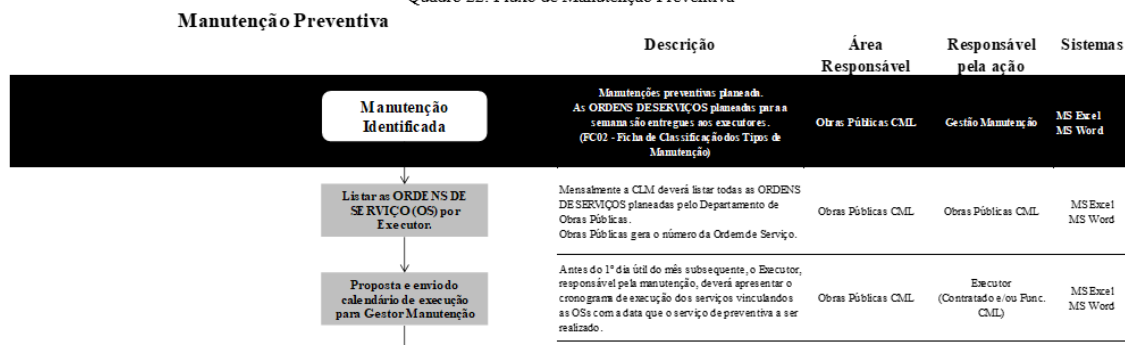 Quadro 22: Fluxo de Manutenção Preventiva
Manutenção Preventiva
Descrição
Área
Responsável
Responsável
pela ação
Sistemas
Manutenção
Identificada
Manutenções preventivas planeada.
As ORDENS DESERVIÇOS planeadas para a
semana são entregues aos executores.
(FC02 - Ficha de Classificação dos Tipos de
Manutenção)
Obras Públicas CML
Gestão Manutenção
MS Excel
MS Word
Listar as ORDENS DE
SERVIÇO (OS) por
Executor.
Mensalmente a CLM deverá listar todas as ORDENS
DE SERVIÇOS planeadas pelo Departamento de
Obras Públicas.
Obras Públicas gera o número da Ordem de Serviço.
Obras Públicas CML
Obras Públicas CML
MS Excel
MS Word
Proposta e envio do
calendário de execução
para Gestor Manutenção
Antes do 1º dia útil do mês subsequente, o Executor,
responsável pela manutenção, deverá apresentar o
cronograma de execução dos serviços vinculandos
as OSs com a data que o serviço de preventiva a ser
realizado.
Obras Públicas CML
Executor
(Contratado e/ou Func.
CML)
MS Excel
MS Word